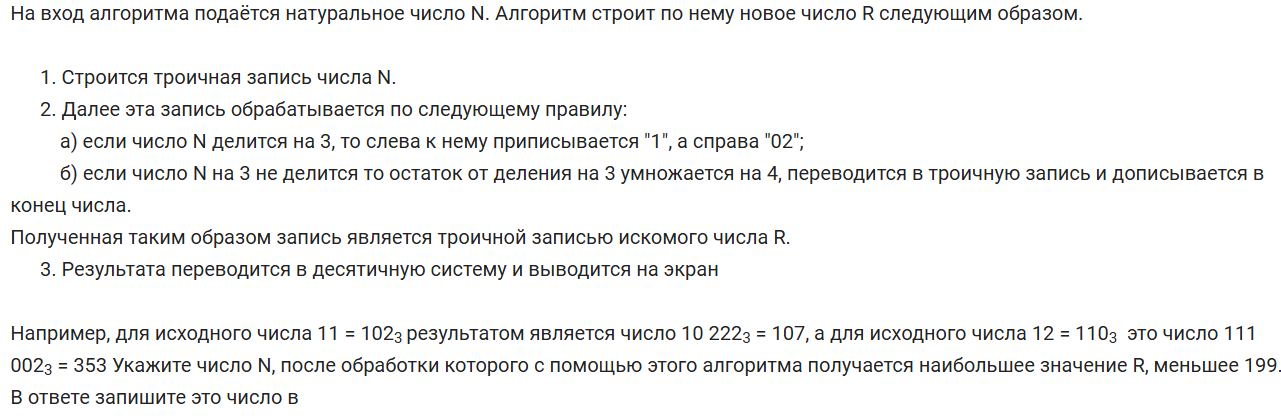 На вход алгоритма подаётся натуральное число N. Алгоритм строит по нему новое число R следующим образом.
1. Строится троичная запись числа N.
2. Далее эта запись обрабатывается по следующему правилу:
а) если число N делится на 3, то слева к нему приписывается "1", а справа "02";
б) если число N на 3 не делится то остаток от деления на 3 умножается на 4, переводится в троичную запись и дописывается в
конец числа.
Полученная таким образом запись является троичной записью искомого числа R.
3. Результата переводится в десятичную систему и выводится на экран
Например, для исходного числа 11 = 102₃ результатом является число 10 222₃ = 107, а для исходного числа 12 = 110₃ это число 111
002₃ = 353 Укажите число N, после обработки которого с помощью этого алгоритма получается наибольшее значение R, меньшее 199.
В ответе запишите это число в